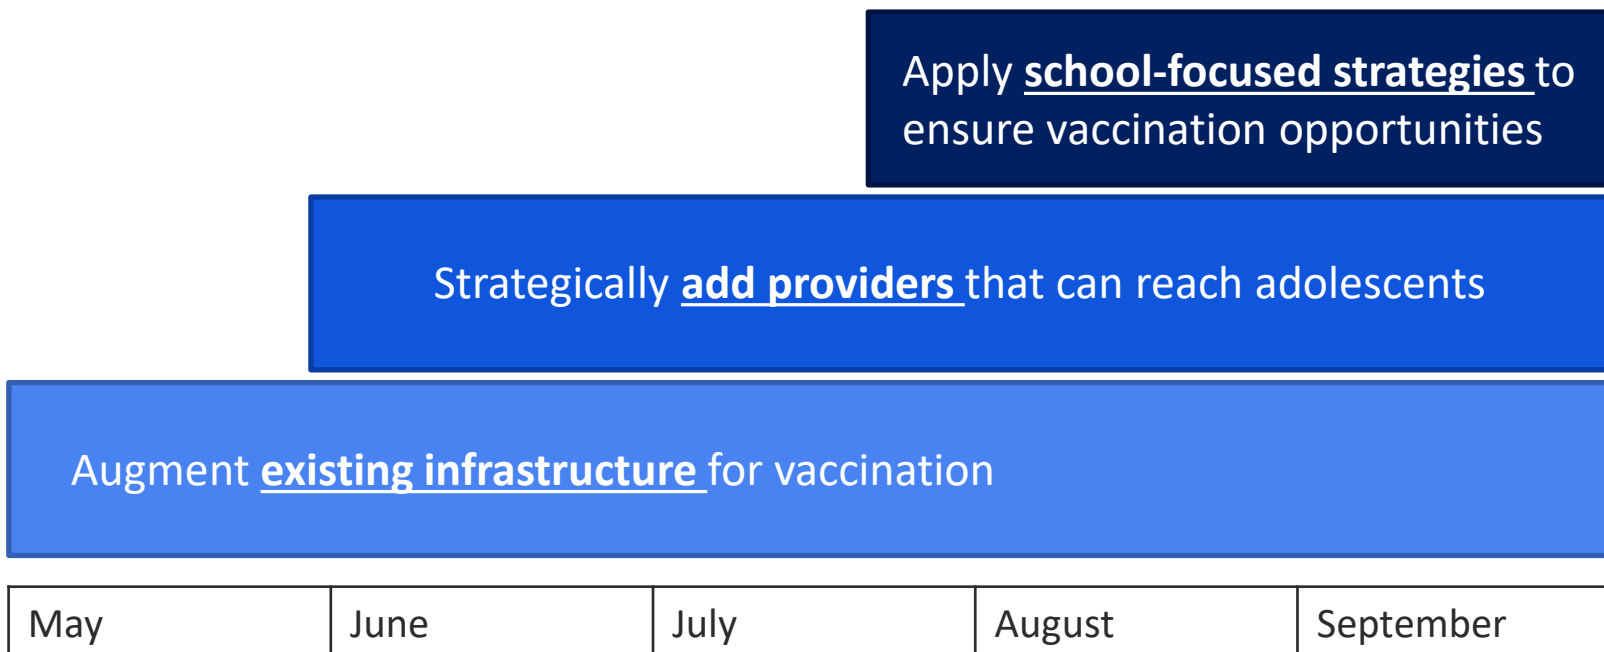 Apply school-focused strategies to
ensure vaccination opportunities
Strategically add providers that can reach adolescents
Augment existing infrastructure for vaccination
May June July August September